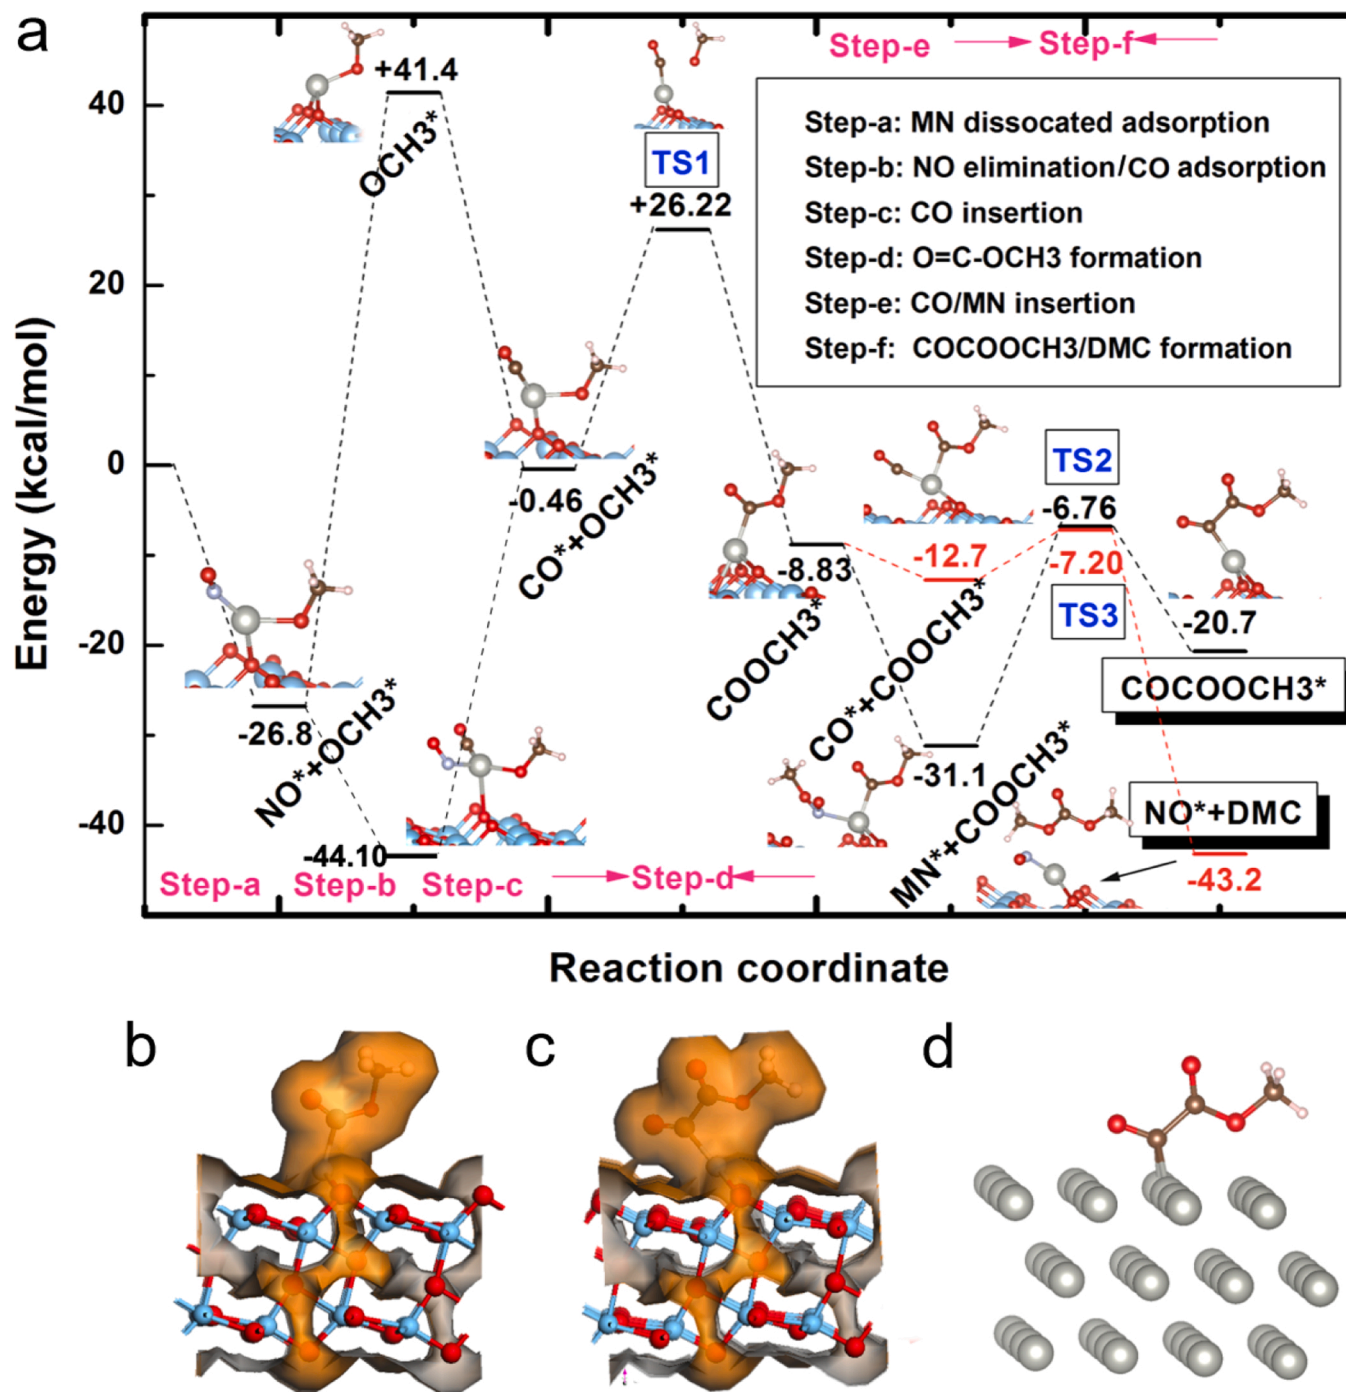 a
Energy (kcal/mol)
40
20
0
-20
-40
Step-e
Step-f
Step-a: MN dissocated adsorption
Step-b: NO elimination/CO adsorption
Step-c: CO insertion
Step-d: O=C-OCH3 formation
Step-e: CO/MN insertion
Step-f: COCOOCH3/DMC formation
+41.4
OCH3*
TS1
+26.22
-0.46
CO*+OCH3*
-26.8
NO*+OCH3*
-44.10
-8.83
COOCH3*
-12.7
CO*+COOCH3*
-31.1
MN*+COOCH3*
TS2
-6.76
-7.20
TS3
-20.7
COCOOCH3*
NO*+DMC
-43.2
Step-a
Step-b
Step-c
Step-d
Reaction coordinate
b
c
d